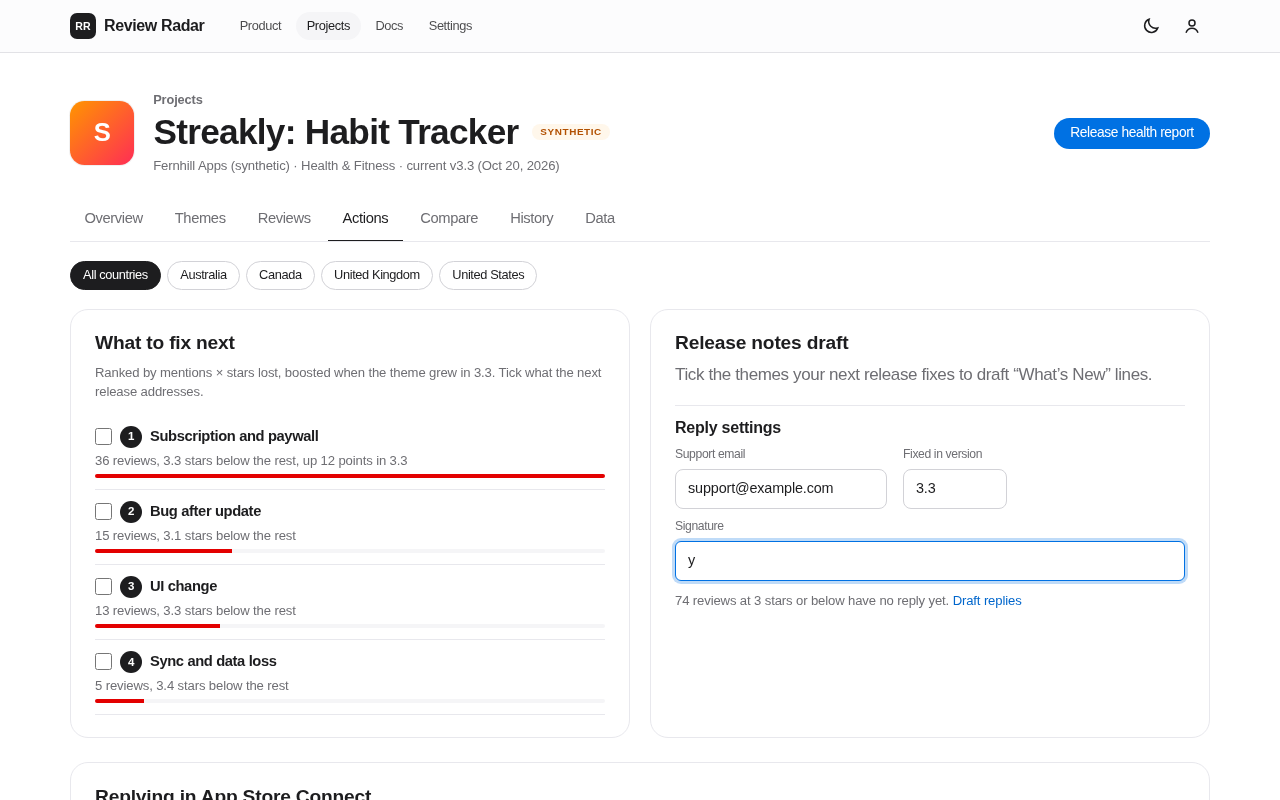 RR Review Radar Product Projects Docs Settings
Projects
S
Streakly: Habit Tracker SYNTHETIC
Fernhill Apps (synthetic) · Health & Fitness · current v3.3 (Oct 20, 2026)
Release health report
Overview Themes Reviews Actions Compare History Data
All countries Australia Canada United Kingdom United States
What to fix next
Ranked by mentions × stars lost, boosted when the theme grew in 3.3. Tick what the next
release addresses.
1 Subscription and paywall
36 reviews, 3.3 stars below the rest, up 12 points in 3.3
2 Bug after update
15 reviews, 3.1 stars below the rest
3 UI change
13 reviews, 3.3 stars below the rest
4 Sync and data loss
5 reviews, 3.4 stars below the rest
Release notes draft
Tick the themes your next release fixes to draft “What’s New” lines.
Reply settings
Support email Fixed in version
support@example.com 3.3
Signature
y
74 reviews at 3 stars or below have no reply yet. Draft replies
Replying in App Store Connect